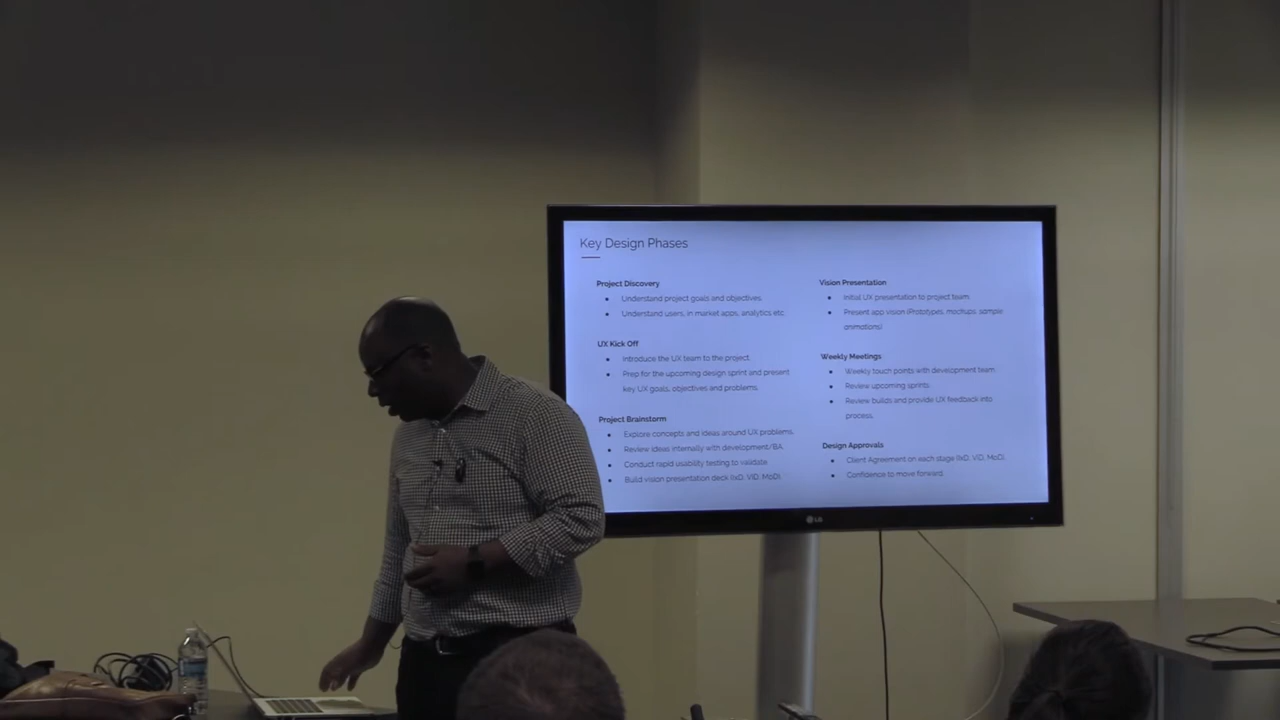 Key Design Phases
Project Discovery
Understand project goals and objectives.
Understand users, in market apps, analytics etc.
UX Kick Off
Introduce the UX team to the project.
Prep for the upcoming design sprint and present
key UX goals, objectives and problems.
Project Brainstorm
Explore concepts and ideas around UX problems.
Review ideas internally with development/BA.
Conduct rapid usability testing to validate
Build vision presentation deck (IxD, ViD, MoD).
Vision Presentation
Initial UX presentation to project team.
Present app vision (Prototypes, mockups, sample
animations)
Weekly Meetings
Weekly touch points with development team.
Review upcoming sprints.
Review builds and provide UX feedback into
process.
Design Approvals
Client Agreement on each stage (IxD, ViD, MoD).
Confidence to move forward.
LG